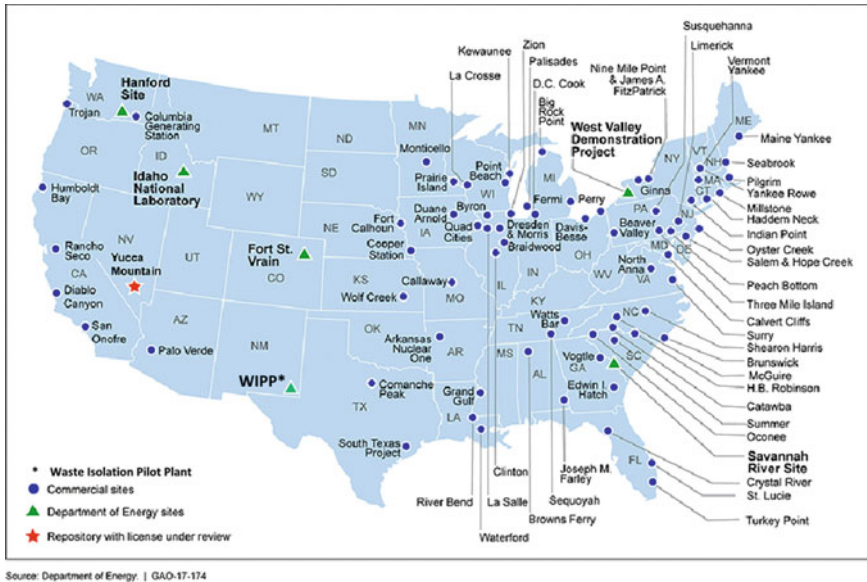 Susquehanna
Limerick
Vermont
Yankee
Zion
Palisades
D.C. Cook
Big
Rock
Point
Kewaunee
La Crosse
Nine Mile Point
& James A.
FitzPatrick
West Valley
Demonstration
Project
Hanford
Site
WA
Trojan
Columbia
Generating
Station
MT
ND
MN
Monticello
ME
Maine Yankee
OR
ID
Idaho
National
Laboratory
SD
Prairie
Island
Point
Beach
WI
MI
NY
VT
NH
MA
CT
Seabrook
Pilgrim
Yankee Rowe
Millstone
Haddem Neck
Indian Point
Oyster Creek
Salem & Hope Creek
Peach Bottom
Three Mile Island
Calvert Cliffs
Surry
Shearon Harris
Brunswick
McGuire
H.B. Robinson
Catawba
Summer
Oconee
Savannah
River Site
Crystal River
St. Lucie
Turkey Point
Humboldt
Bay
WY
Fort
Calhoun
Duane
Arnold
Byron
Fermi
Perry
Ginna
PA
NJ
Rancho
Seco
NV
Yucca
Mountain
UT
Fort St.
Vrain
CO
NE
Cooper
Station
IA
Quad
Cities
Dresden
& Morris
Braidwood
Davis-
Besse
Beaver
Valley
OH
MD
DE
CA
Diablo
Canyon
KS
Wolf Creek
Callaway
MO
IL
IN
WV
North
Anna
VA
KY
San
Onofre
AZ
Palo Verde
NM
OK
Arkansas
Nuclear
One
AR
TN
Watts
Bar
NC
SC
WIPP*
TX
Comanche
Peak
MS
AL
Vogtle
GA
Edwin I.
Hatch
Grand
Gulf
LA
South Texas
Project
FL
River Bend
Waterford
La Salle
Clinton
Browns Ferry
Sequoyah
Joseph M.
Farley
* Waste Isolation Pilot Plant
Commercial sites
Department of Energy sites
Repository with license under review
Source: Department of Energy. | GAO-17-174